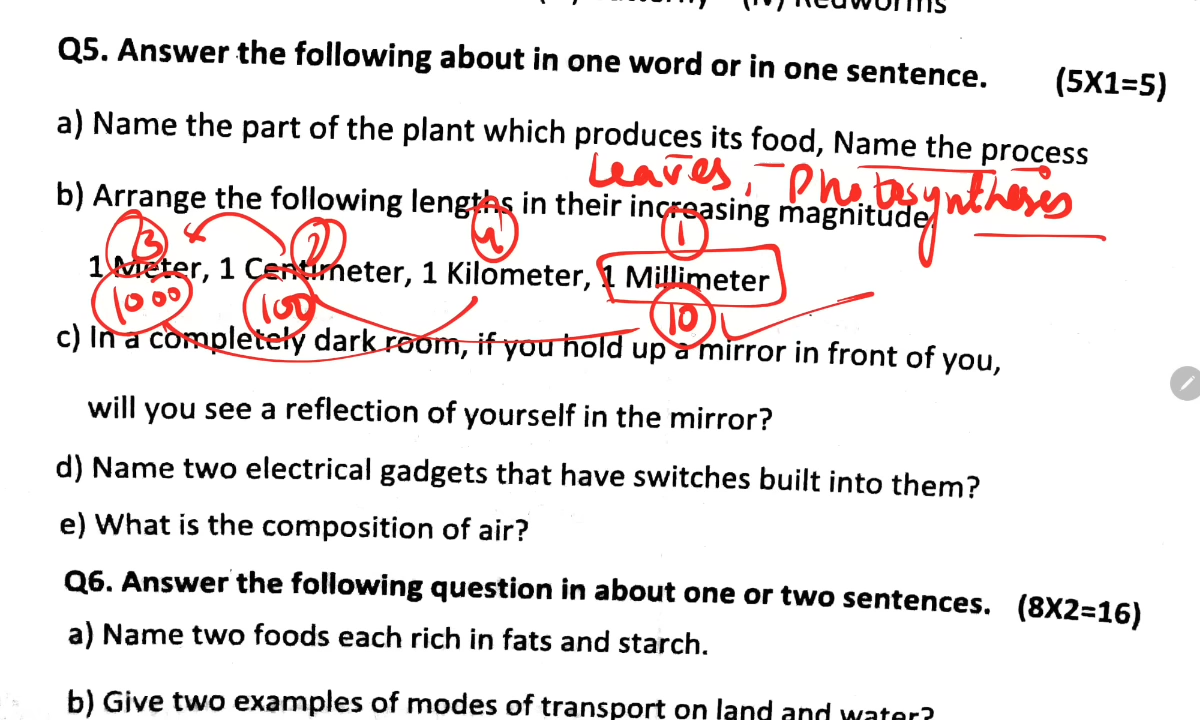 Redworms
Q5. Answer the following about in one word or in one sentence. (5X1=5)
a) Name the part of the plant which produces its food, Name the process
Leaves, - Photosyntheses
b) Arrange the following lengths in their increasing magnitude
3 2 4 1
1 Meter, 1 Centimeter, 1 Kilometer, 1 Millimeter
1000 100 10
c) In a completely dark room, if you hold up a mirror in front of you,
will you see a reflection of yourself in the mirror?
d) Name two electrical gadgets that have switches built into them?
e) What is the composition of air?
Q6. Answer the following question in about one or two sentences. (8X2=16)
a) Name two foods each rich in fats and starch.
b) Give two examples of modes of transport on land and water?